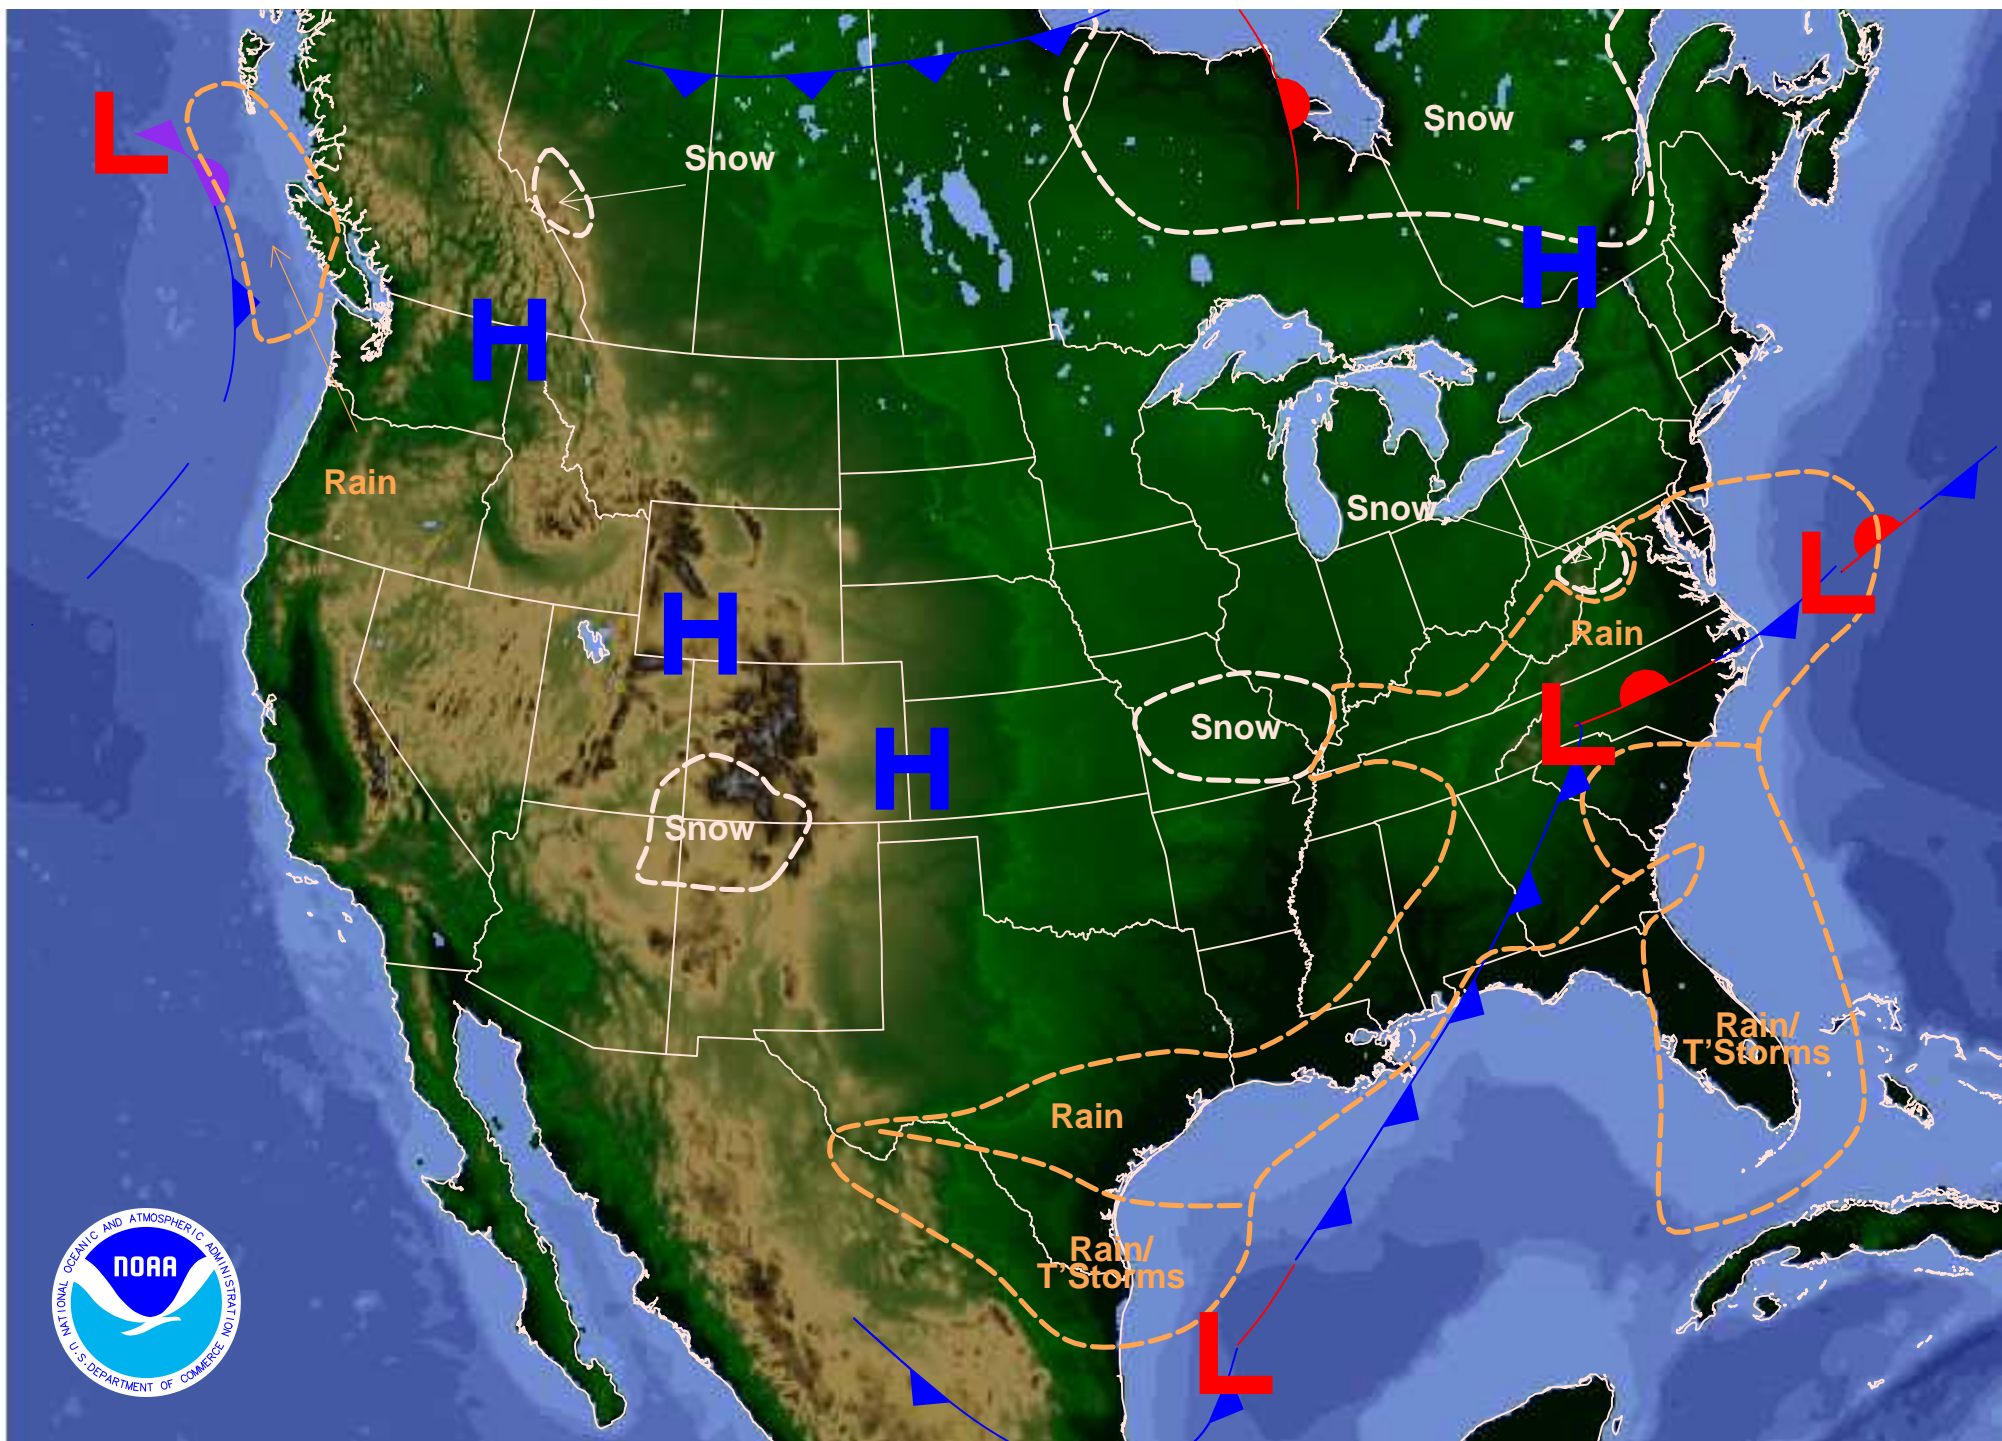 Snow
Snow
H
L
H
Rain
Snow
L
H
Rain
L
Snow
H
Snow
Rain/
T'Storms
Rain
Rain/
T'Storms
L
NATIONAL OCEANIC AND ATMOSPHERIC ADMINISTRATION
NOAA
U.S. DEPARTMENT OF COMMERCE